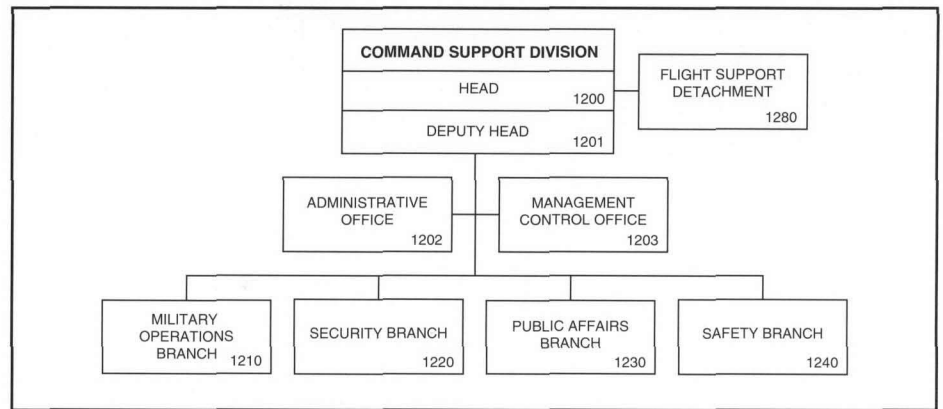 COMMAND SUPPORT DIVISION
HEAD
1200
DEPUTY HEAD
1201
FLIGHT SUPPORT
DETACHMENT
1280
ADMINISTRATIVE
OFFICE
1202
MANAGEMENT
CONTROL OFFICE
1203
MILITARY
OPERATIONS
BRANCH
1210
SECURITY BRANCH
1220
PUBLIC AFFAIRS
BRANCH
1230
SAFETY BRANCH
1240